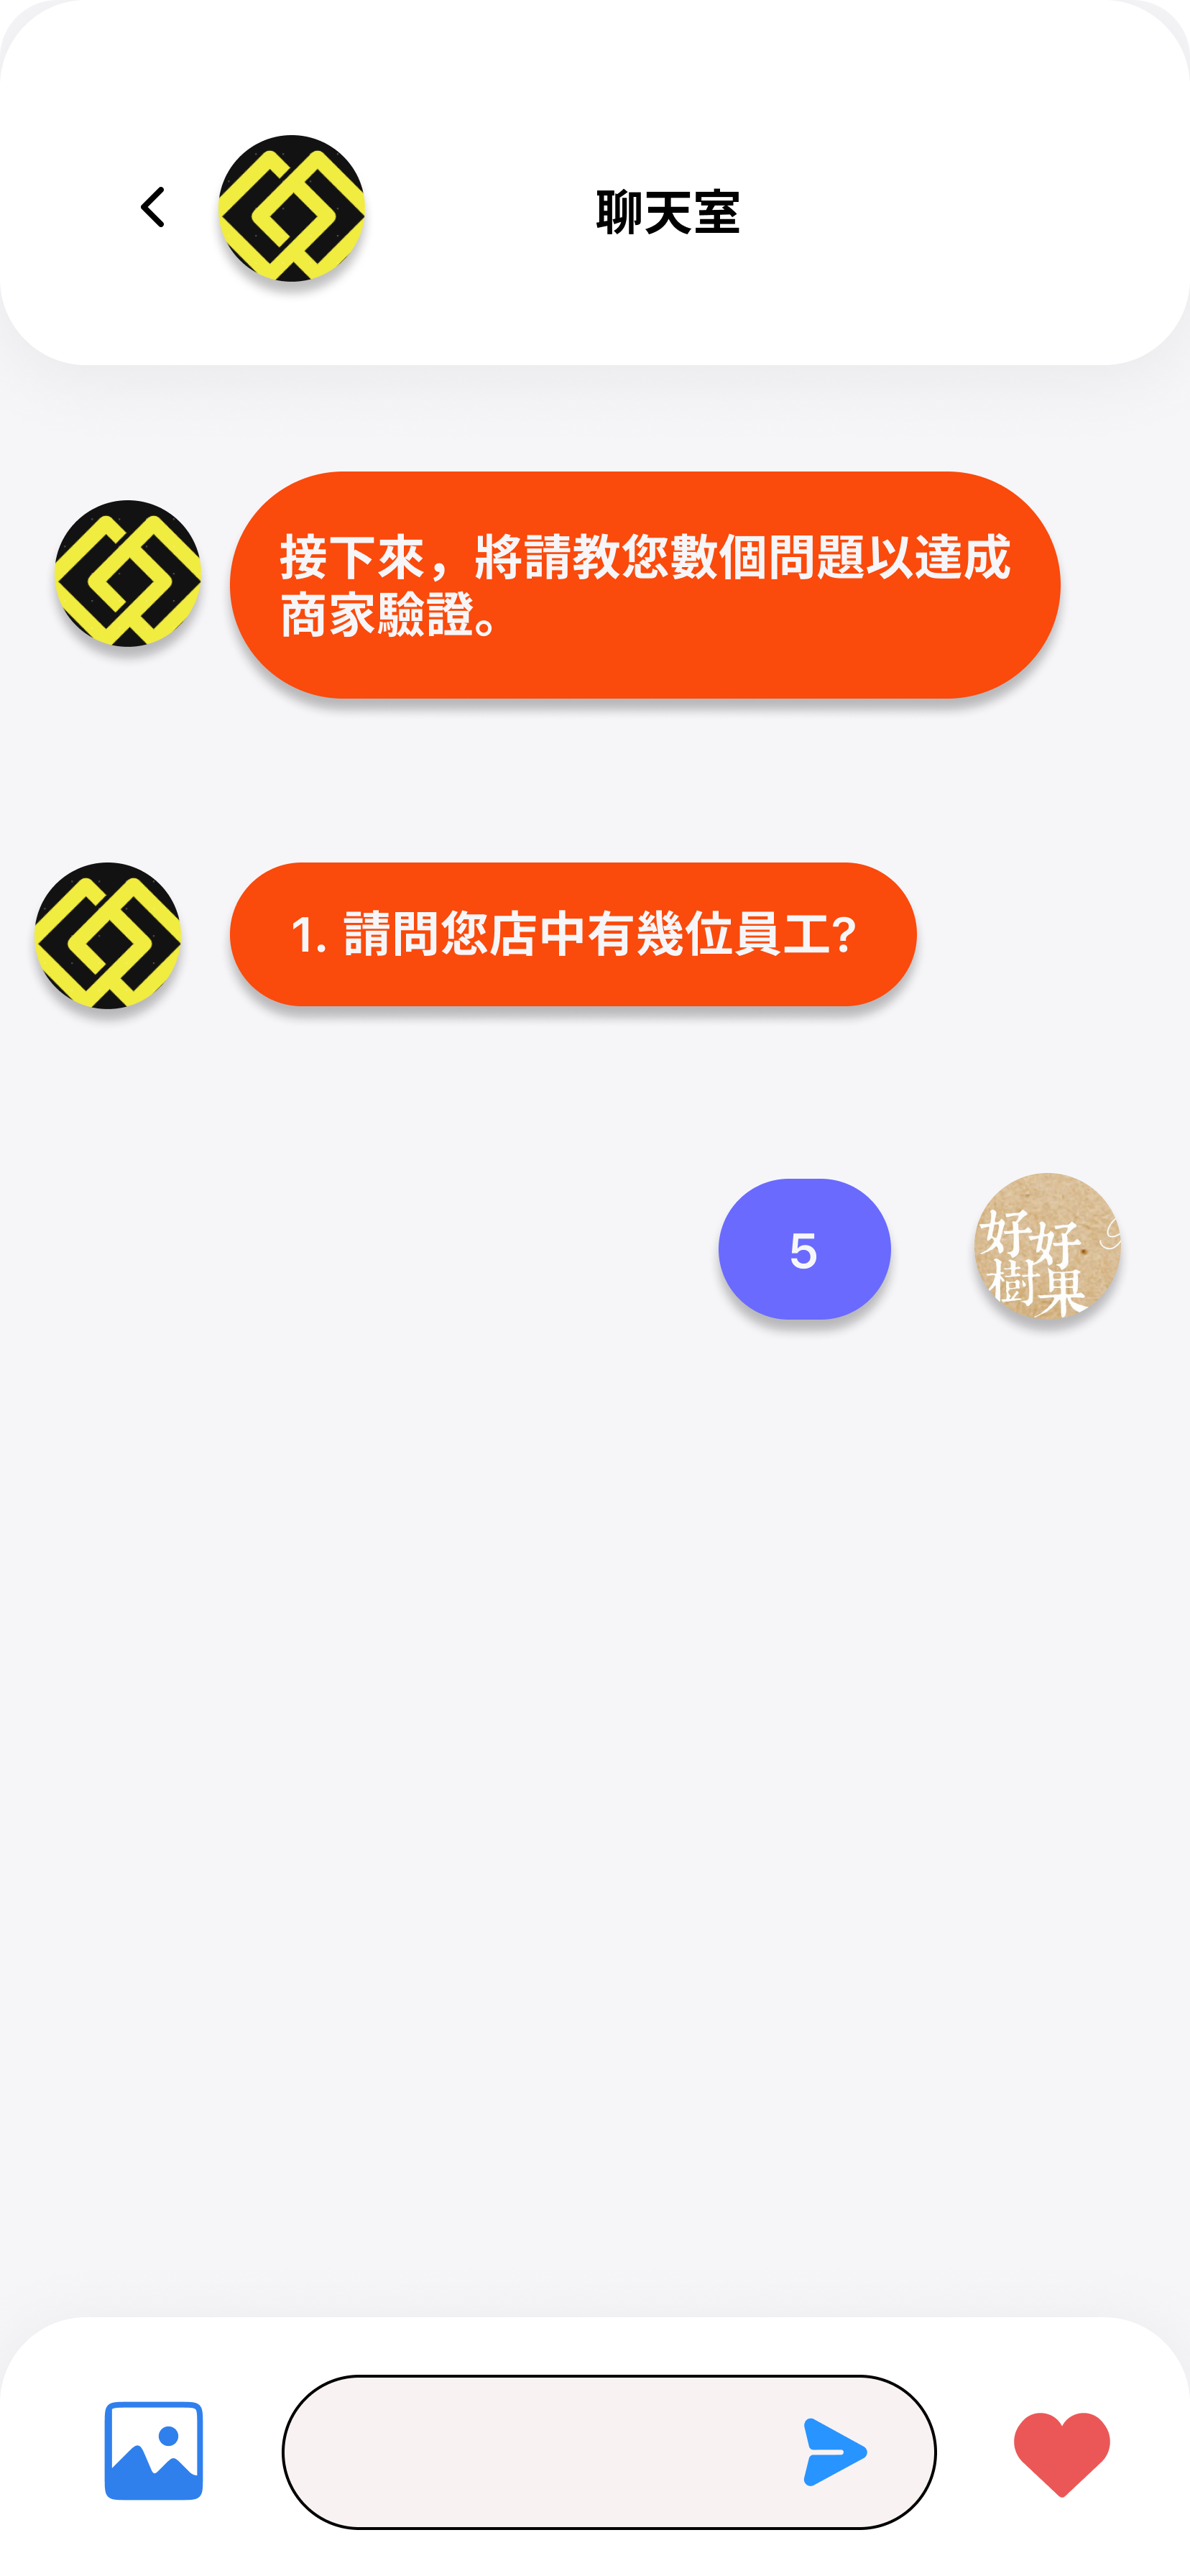 聊天室
接下來，將請教您數個問題以達成
商家驗證。
1. 請問您店中有幾位員工?
5
好好
樹果